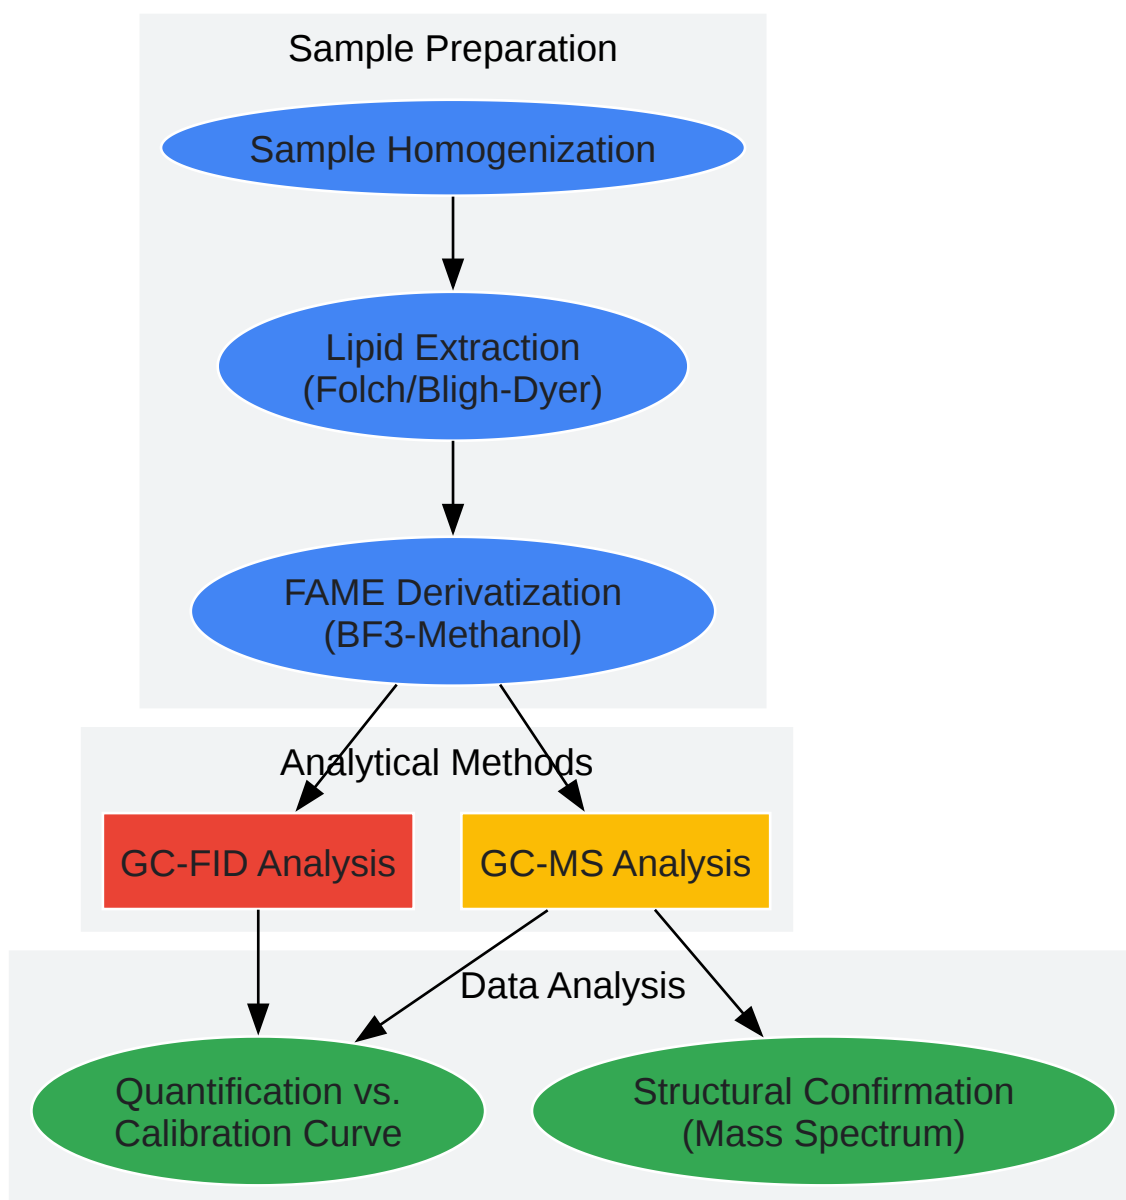 Sample Preparation
Sample Homogenization
Lipid Extraction
(Folch/Bligh-Dyer)
FAME Derivatization
(BF3-Methanol)
Analytical Methods
GC-FID Analysis
GC-MS Analysis
Data Analysis
Quantification vs.
Calibration Curve
Structural Confirmation
(Mass Spectrum)